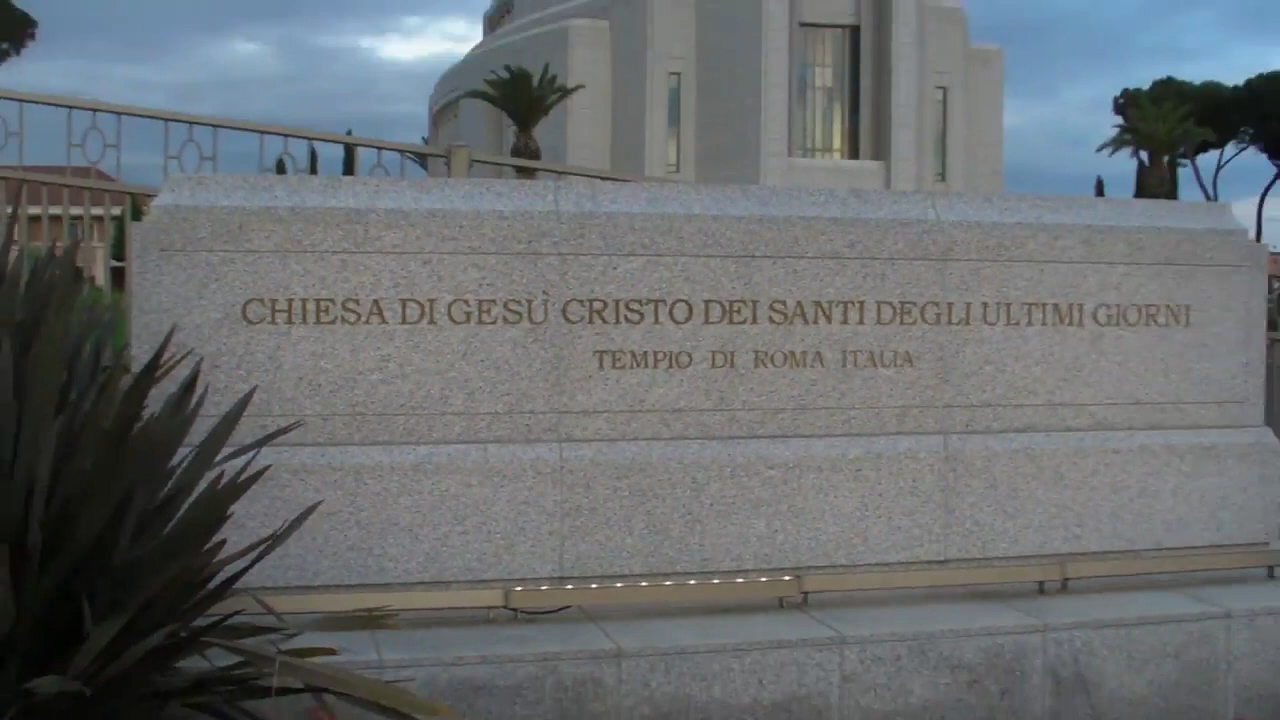 CHIESA DI GESÙ CRISTO DEI SANTI DEGLI ULTIMI GIORNI
TEMPIO DI ROMA ITALIA